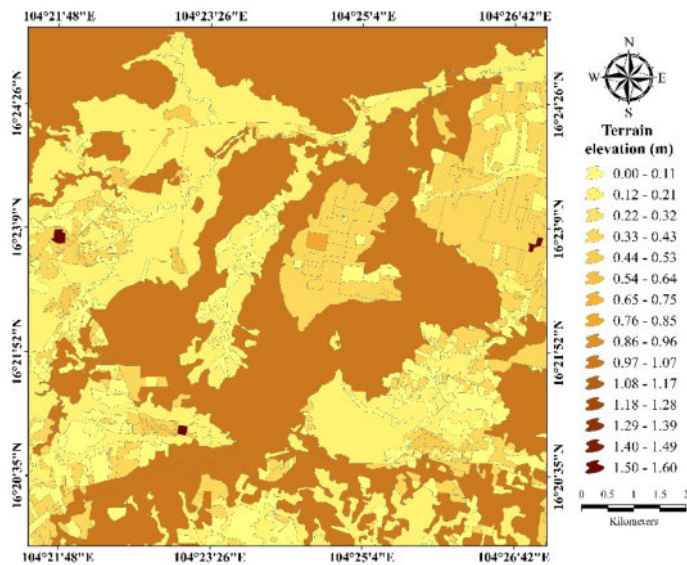 104°21'48"E 104°23'26"E 104°25'4"E 104°26'42"E
16°24'26"N 16°24'26"N
16°23'9"N 16°23'9"N
16°21'52"N 16°21'52"N
16°20'35"N 16°20'35"N
104°21'48"E 104°23'26"E 104°25'4"E 104°26'42"E
N
W E
S
Terrain
elevation (m)
0.00 - 0.11
0.12 - 0.21
0.22 - 0.32
0.33 - 0.43
0.44 - 0.53
0.54 - 0.64
0.65 - 0.75
0.76 - 0.85
0.86 - 0.96
0.97 - 1.07
1.08 - 1.17
1.18 - 1.28
1.29 - 1.39
1.40 - 1.49
1.50 - 1.60
0 0.5 1 2
Kilometers